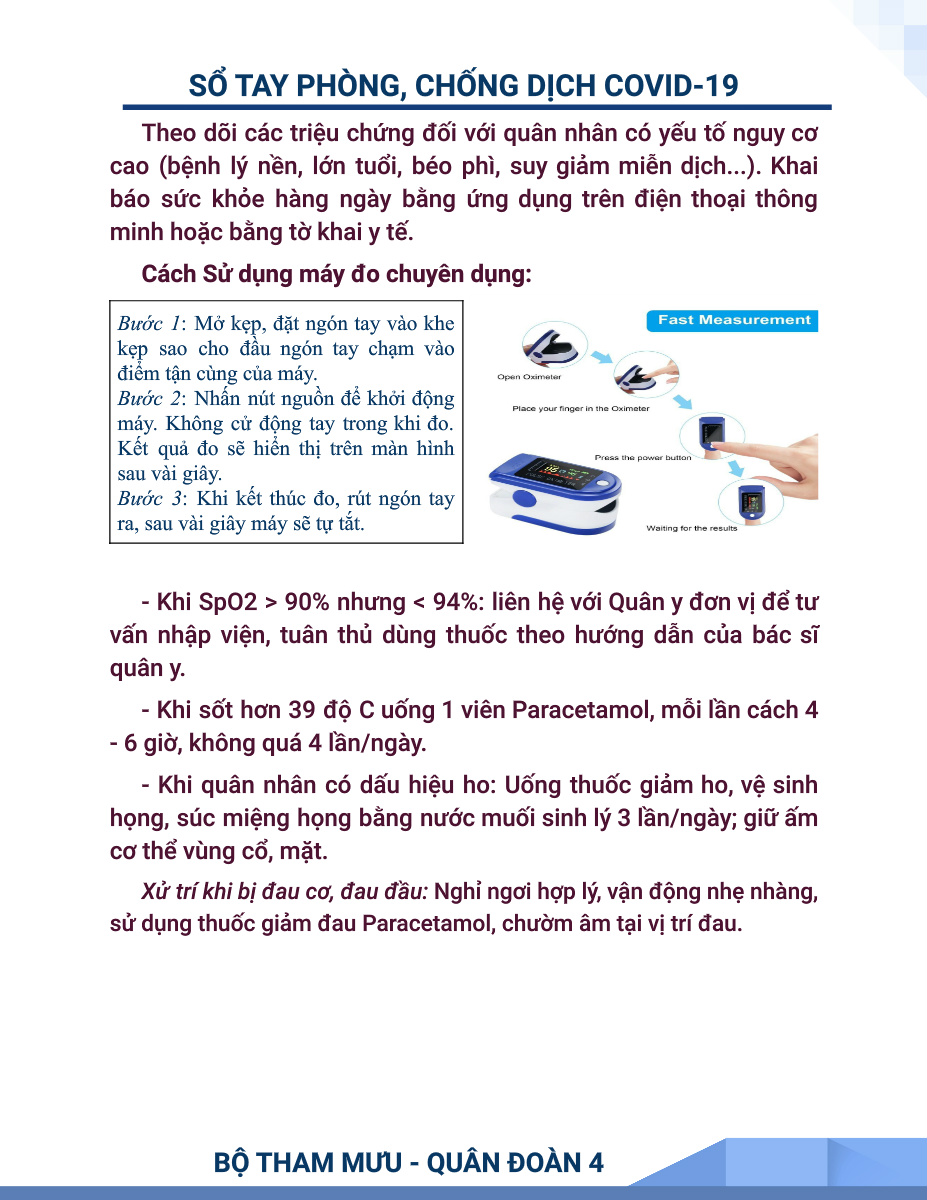 SỔ TAY PHÒNG, CHỐNG DỊCH COVID-19
Theo dõi các triệu chứng đối với quân nhân có yếu tố nguy cơ
cao (bệnh lý nền, lớn tuổi, béo phì, suy giảm miễn dịch...). Khai
báo sức khỏe hàng ngày bằng ứng dụng trên điện thoại thông
minh hoặc bằng tờ khai y tế.
Cách Sử dụng máy đo chuyên dụng:
Bước 1: Mở kẹp, đặt ngón tay vào khe
kẹp sao cho đầu ngón tay chạm vào
điểm tận cùng của máy.
Bước 2: Nhấn nút nguồn để khởi động
máy. Không cử động tay trong khi đo.
Kết quả đo sẽ hiển thị trên màn hình
sau vài giây.
Bước 3: Khi kết thúc đo, rút ngón tay
ra, sau vài giây máy sẽ tự tắt.
Fast Measurement
Open Oximeter
Place your finger in the Oximeter
Press the power button
Waiting for the results
- Khi SpO2 > 90% nhưng < 94%: liên hệ với Quân y đơn vị để tư
vấn nhập viện, tuân thủ dùng thuốc theo hướng dẫn của bác sĩ
quân y.
- Khi sốt hơn 39 độ C uống 1 viên Paracetamol, mỗi lần cách 4
- 6 giờ, không quá 4 lần/ngày.
- Khi quân nhân có dấu hiệu ho: Uống thuốc giảm ho, vệ sinh
họng, súc miệng họng bằng nước muối sinh lý 3 lần/ngày; giữ ấm
cơ thể vùng cổ, mặt.
Xử trí khi bị đau cơ, đau đầu: Nghỉ ngơi hợp lý, vận động nhẹ nhàng,
sử dụng thuốc giảm đau Paracetamol, chườm âm tại vị trí đau.
BỘ THAM MƯU - QUÂN ĐOÀN 4